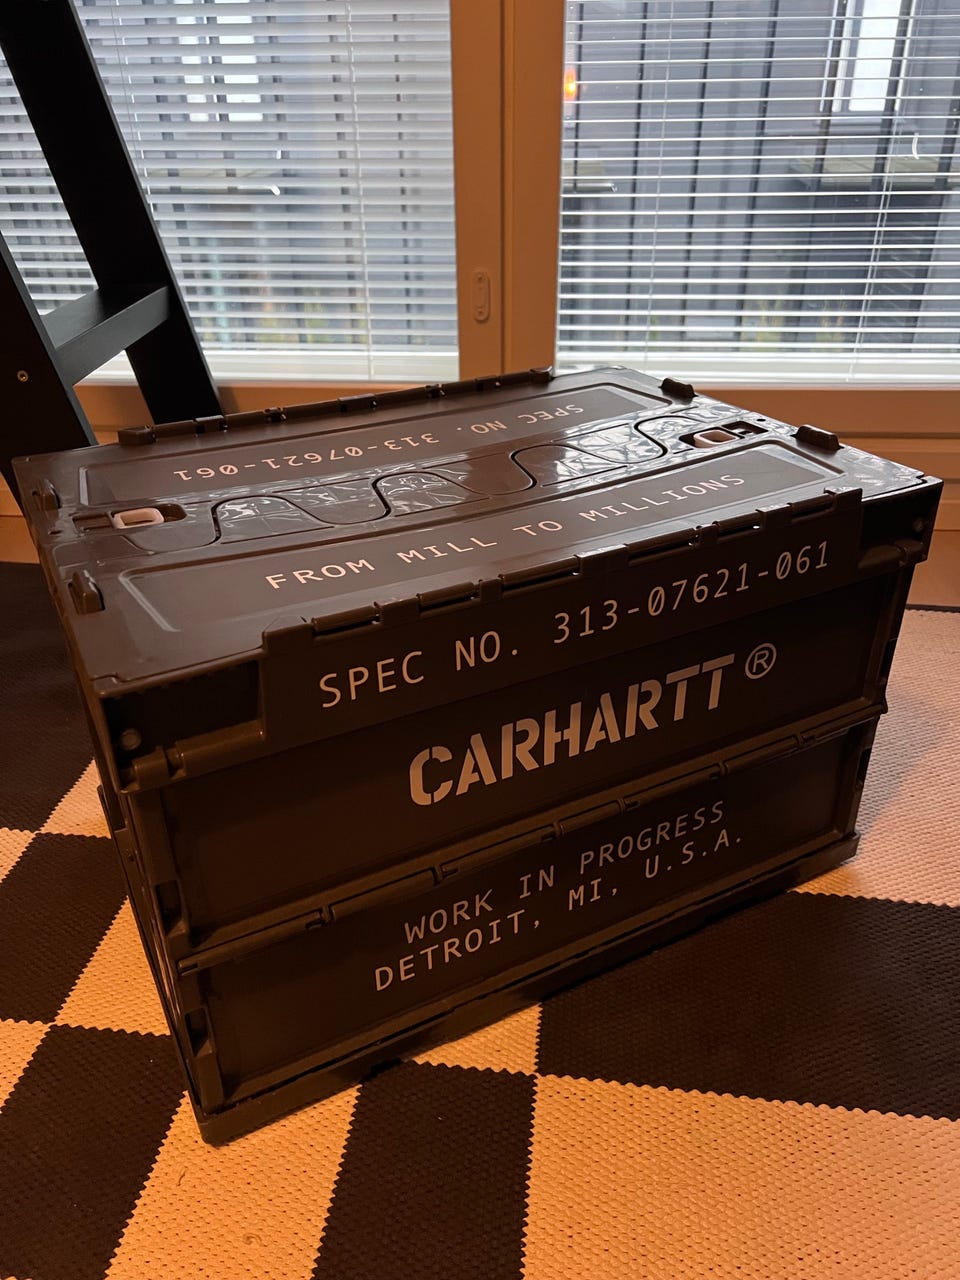 SPEC NO. 313-07621-061
FROM MILL TO MILLIONS
SPEC NO. 313-07621-061
CARHARTT®
WORK IN PROGRESS
DETROIT, MI, U.S.A.